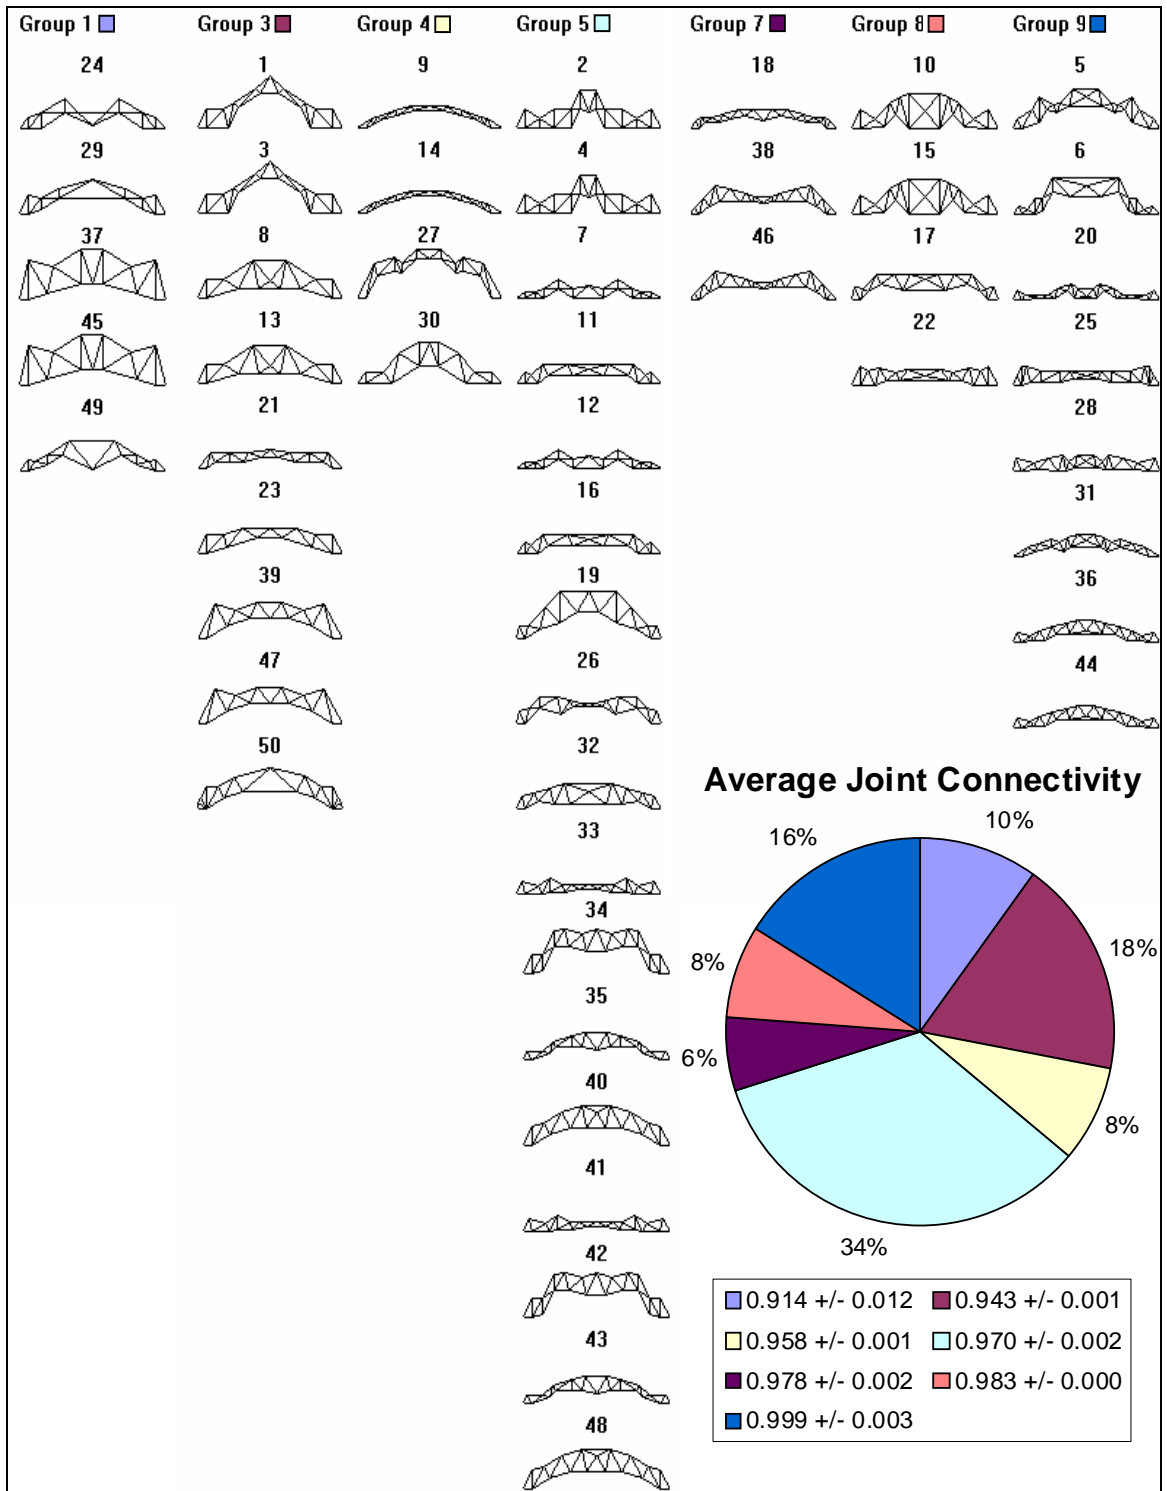 Group 1 Group 3 Group 4 Group 5 Group 7 Group 8 Group 9
24 1 9 2 18 10 5
29 3 14 4 38 15 6
37 8 27 7 46 17 20
45 13 30 11 22 25
49 21 12 28
23 16 31
39 19 36
47 26 44
50 32
33
34
35
40
41
42
43
48
Average Joint Connectivity
16% 10%
18%
8%
6%
8%
34%
0.914 +/- 0.012 0.943 +/- 0.001
0.958 +/- 0.001 0.970 +/- 0.002
0.978 +/- 0.002 0.983 +/- 0.000
0.999 +/- 0.003